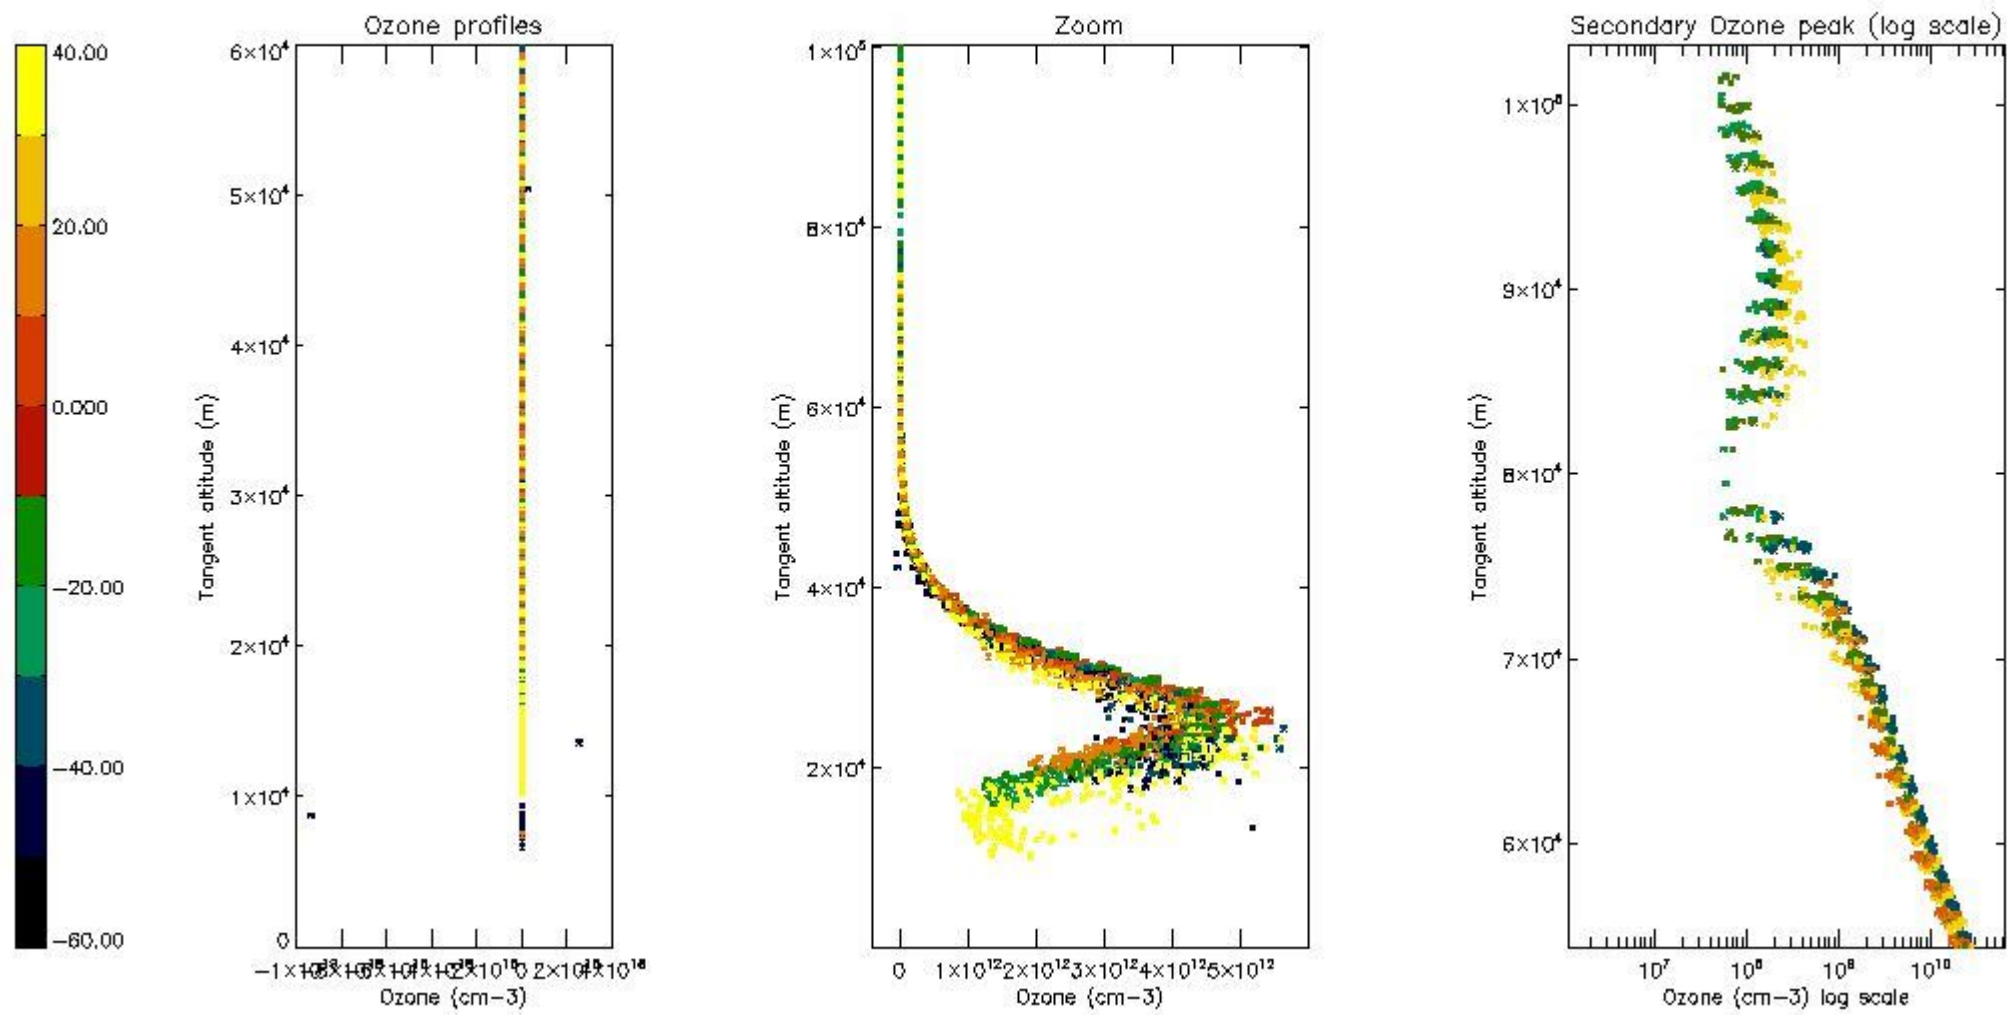 Ozone profiles
Zoom
Secondary Ozone peak (log scale)
40.00
20.00
0.000
−20.00
−40.00
−60.00
6×10⁴
5×10⁴
4×10⁴
3×10⁴
2×10⁴
1×10⁴
0
Tangent altitude (m)
0
Ozone (cm−3)
1×10⁵
8×10⁴
6×10⁴
4×10⁴
2×10⁴
Tangent altitude (m)
0 1×10¹² 2×10¹² 3×10¹² 4×10¹² 5×10¹²
Ozone (cm−3)
9×10⁴
8×10⁴
7×10⁴
6×10⁴
Tangent altitude (m)
10⁷ 10⁸ 10⁹ 10¹⁰
Ozone (cm−3) log scale